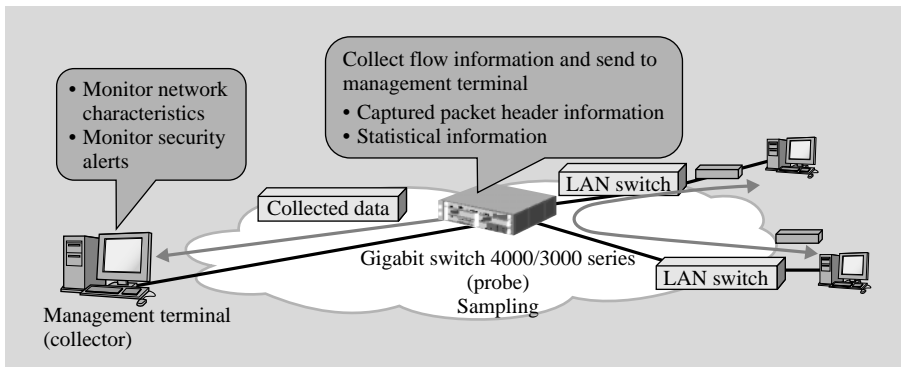 Collect flow information and send to
management terminal
• Captured packet header information
• Statistical information
• Monitor network
characteristics
• Monitor security
alerts
LAN switch
Collected data
Gigabit switch 4000/3000 series
(probe)
Sampling
LAN switch
Management terminal
(collector)